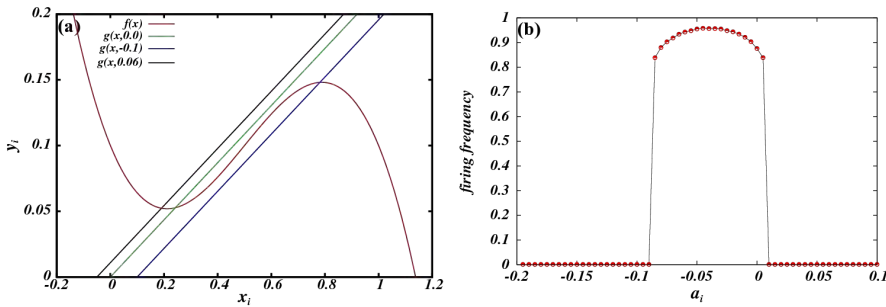 (a)
f(x)
g(x,0.0)
g(x,-0.1)
g(x,0.06)
0.2
0.15
0.1
0.05
0
y_i
-0.2 0 0.2 0.4 0.6 0.8 1 1.2
x_i
(b)
1
0.9
0.8
0.7
0.6
0.5
0.4
0.3
0.2
0.1
0
firing frequency
-0.2 -0.15 -0.1 -0.05 0 0.05 0.1
a_i